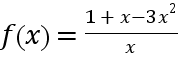 f(x) = (1 + x−3x²)/x